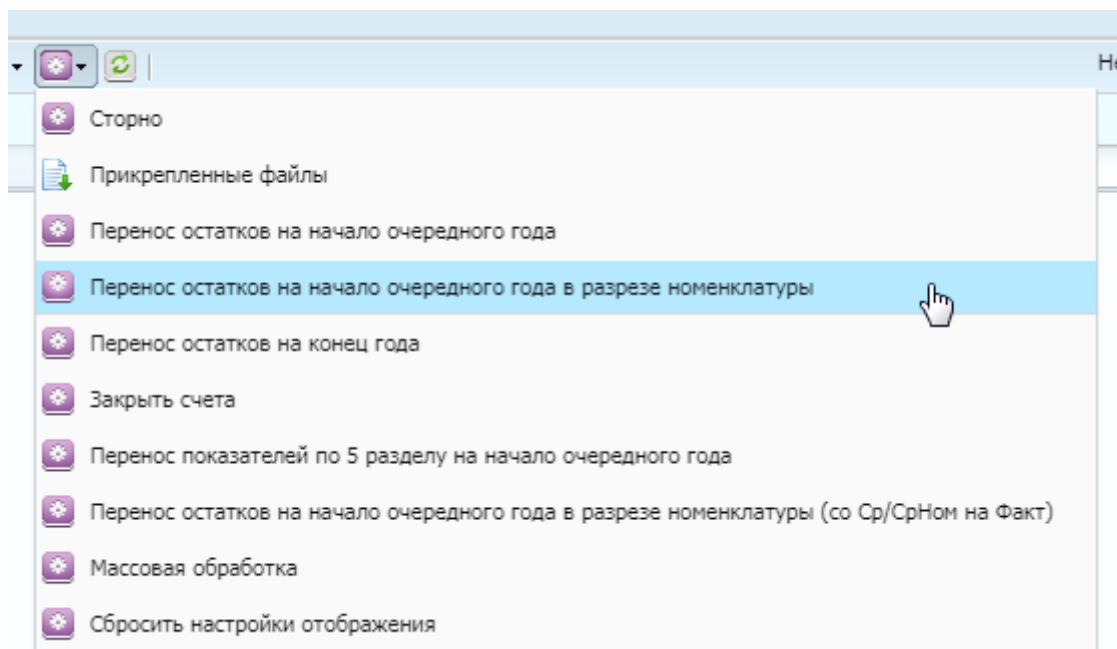 Не
Сторно
Прикрепленные файлы
Перенос остатков на начало очередного года
Перенос остатков на начало очередного года в разрезе номенклатуры
Перенос остатков на конец года
Закрыть счета
Перенос показателей по 5 разделу на начало очередного года
Перенос остатков на начало очередного года в разрезе номенклатуры (со Ср/СрНом на Факт)
Массовая обработка
Сбросить настройки отображения